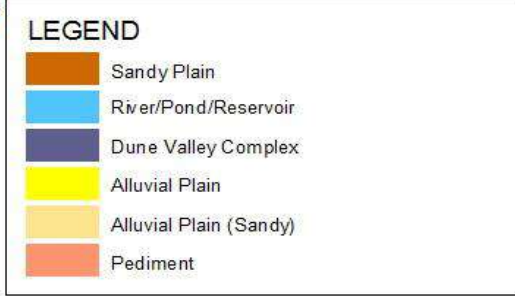 LEGEND
Sandy Plain
River/Pond/Reservoir
Dune Valley Complex
Alluvial Plain
Alluvial Plain (Sandy)
Pediment